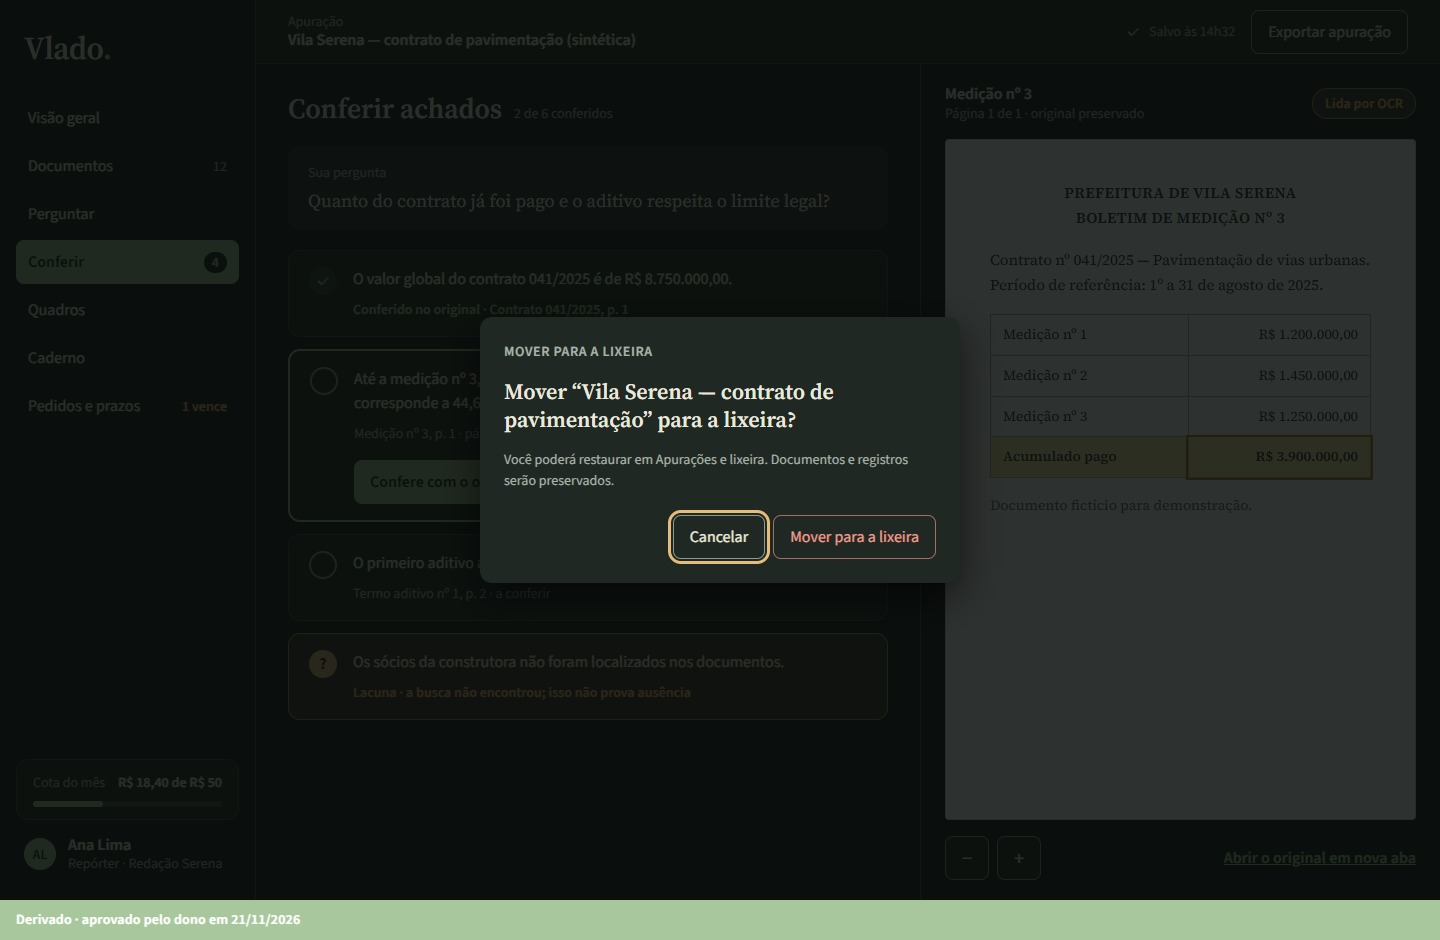 Vlado.
Visão geral
Documentos 12
Perguntar
Conferir 4
Quadros
Caderno
Pedidos e prazos 1 vence
Cota do mês R$ 18,40 de R$ 50
AL
Ana Lima
Repórter · Redação Serena
Apuração
Vila Serena — contrato de pavimentação (sintética)
Salvo às 14h32
Exportar apuração
Conferir achados 2 de 6 conferidos
Sua pergunta
Quanto do contrato já foi pago e o aditivo respeita o limite legal?
O valor global do contrato 041/2025 é de R$ 8.750.000,00.
Conferido no original · Contrato 041/2025, p. 1
Até a medição nº 3,
corresponde a 44,6
Medição nº 3, p. 1 · 
Confere com o o
O primeiro aditivo
Termo aditivo nº 1, p. 2 · a conferir
?
Os sócios da construtora não foram localizados nos documentos.
Lacuna · a busca não encontrou; isso não prova ausência
MOVER PARA A LIXEIRA
Mover “Vila Serena — contrato de
pavimentação” para a lixeira?
Você poderá restaurar em Apurações e lixeira. Documentos e registros
serão preservados.
Cancelar
Mover para a lixeira
Medição nº 3
Página 1 de 1 · original preservado
Lida por OCR
PREFEITURA DE VILA SERENA
BOLETIM DE MEDIÇÃO Nº 3
Contrato nº 041/2025 — Pavimentação de vias urbanas.
Período de referência: 1º a 31 de agosto de 2025.
Medição nº 1 R$ 1.200.000,00
Medição nº 2 R$ 1.450.000,00
Medição nº 3 R$ 1.250.000,00
Acumulado pago R$ 3.900.000,00
Documento fictício para demonstração.
− +
Abrir o original em nova aba
Derivado · aprovado pelo dono em 21/11/2026